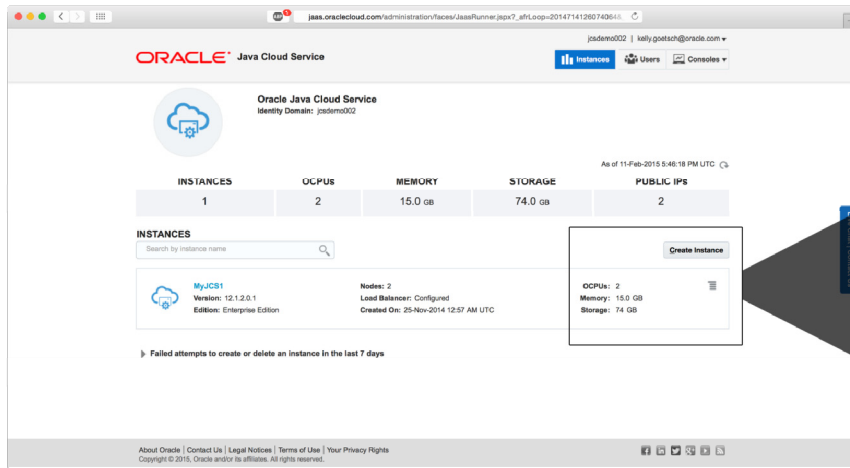 jaas.oraclecloud.com/administration/faces/JaasRunner.jspx?_afrLoop=2014714126074064
jcsdemo002 | kelly.goetsch@oracle.com
ORACLE Java Cloud Service
Instances Users Consoles
Oracle Java Cloud Service
Identity Domain: jcsdemo002
As of 11-Feb-2015 5:46:18 PM UTC
INSTANCES OCPUs MEMORY STORAGE PUBLIC IPs
1 2 15.0 GB 74.0 GB 2
INSTANCES
Search by instance name
Create Instance
MyJCS1 Nodes: 2 OCPUs: 2
Version: 12.1.2.0.1 Load Balancer: Configured Memory: 15.0 GB
Edition: Enterprise Edition Created On: 25-Nov-2014 12:57 AM UTC Storage: 74 GB
Failed attempts to create or delete an instance in the last 7 days
About Oracle | Contact Us | Legal Notices | Terms of Use | Your Privacy Rights
Copyright © 2015, Oracle and/or its affiliates. All rights reserved.